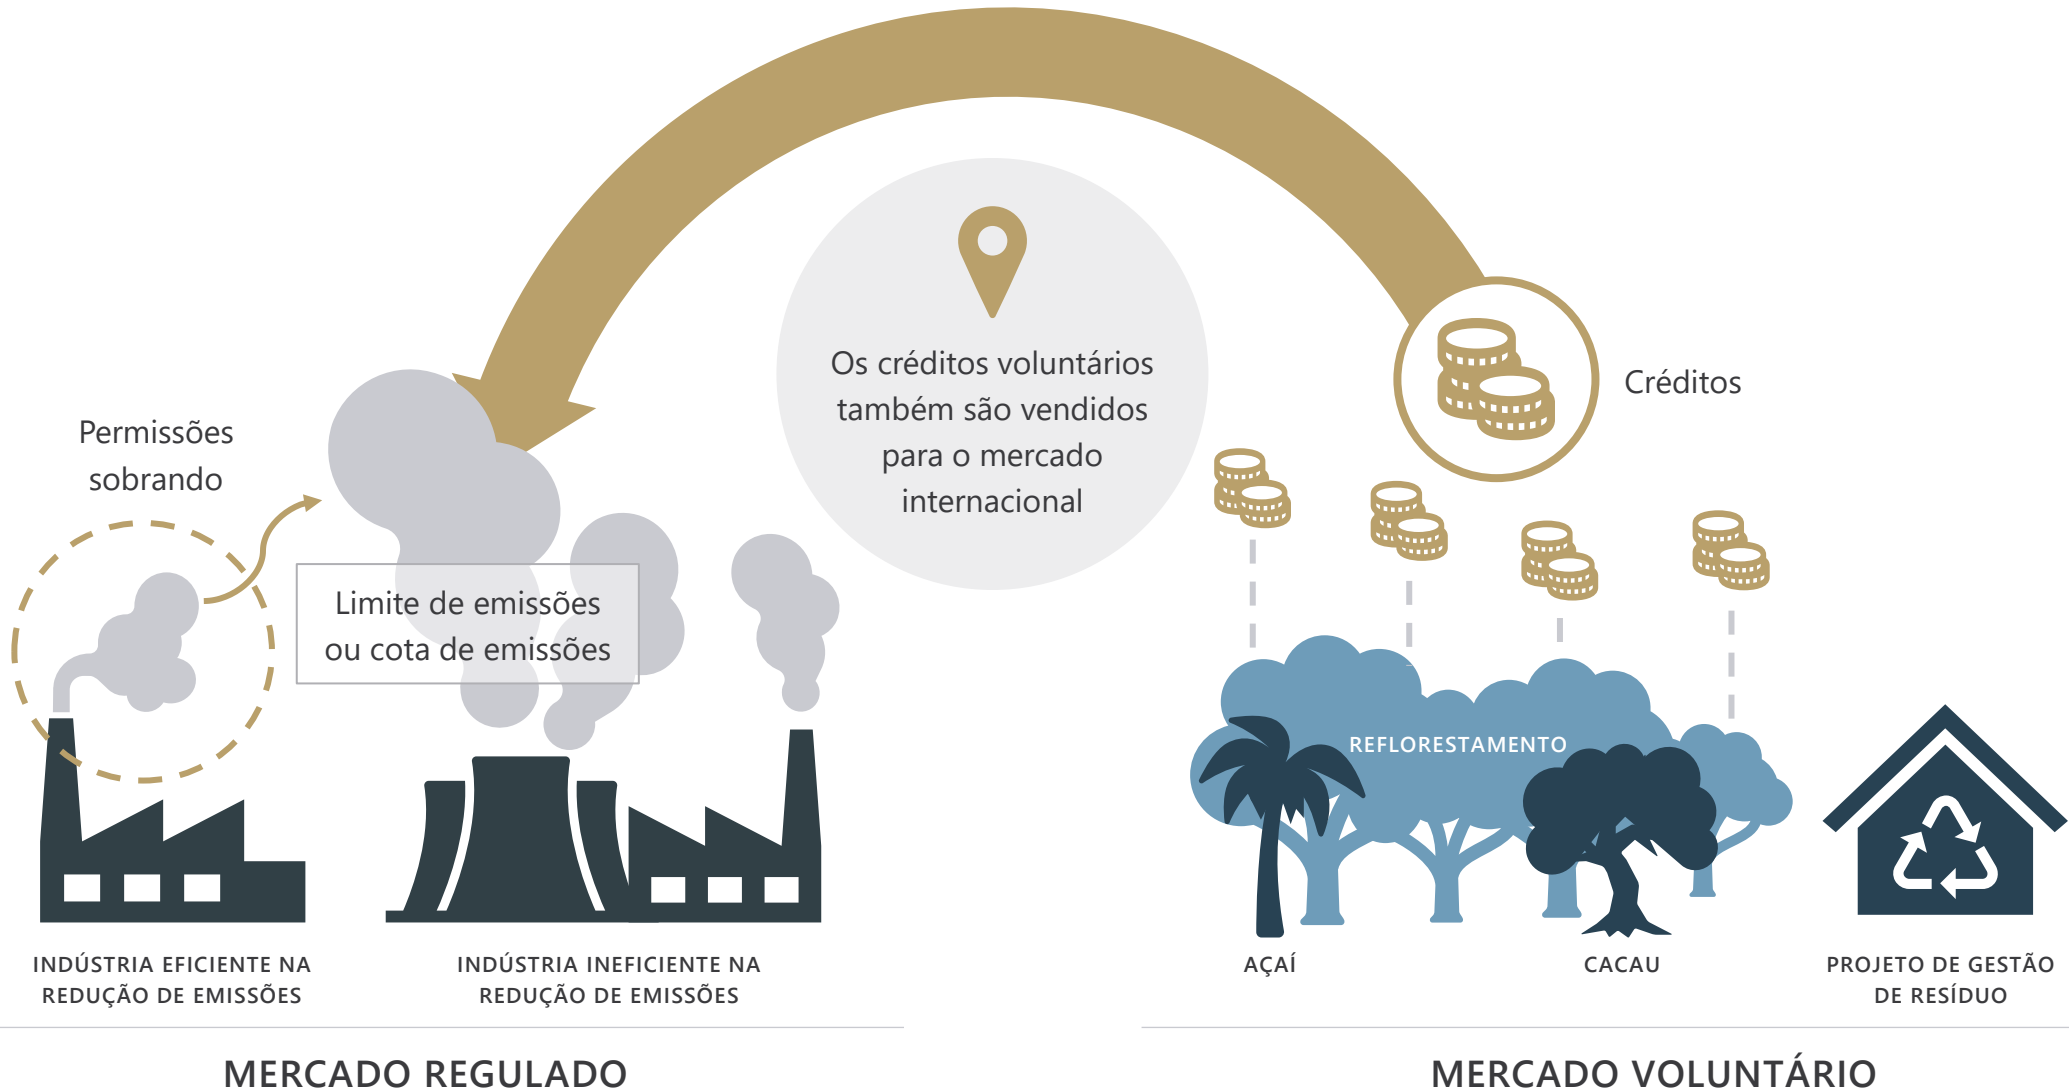 Os créditos voluntários
também são vendidos
para o mercado
internacional
Créditos
Permissões
sobrando
Limite de emissões
ou cota de emissões
REFLORESTAMENTO
INDÚSTRIA EFICIENTE NA
REDUÇÃO DE EMISSÕES
INDÚSTRIA INEFICIENTE NA
REDUÇÃO DE EMISSÕES
AÇAÍ
CACAU
PROJETO DE GESTÃO
DE RESÍDUO
MERCADO REGULADO
MERCADO VOLUNTÁRIO